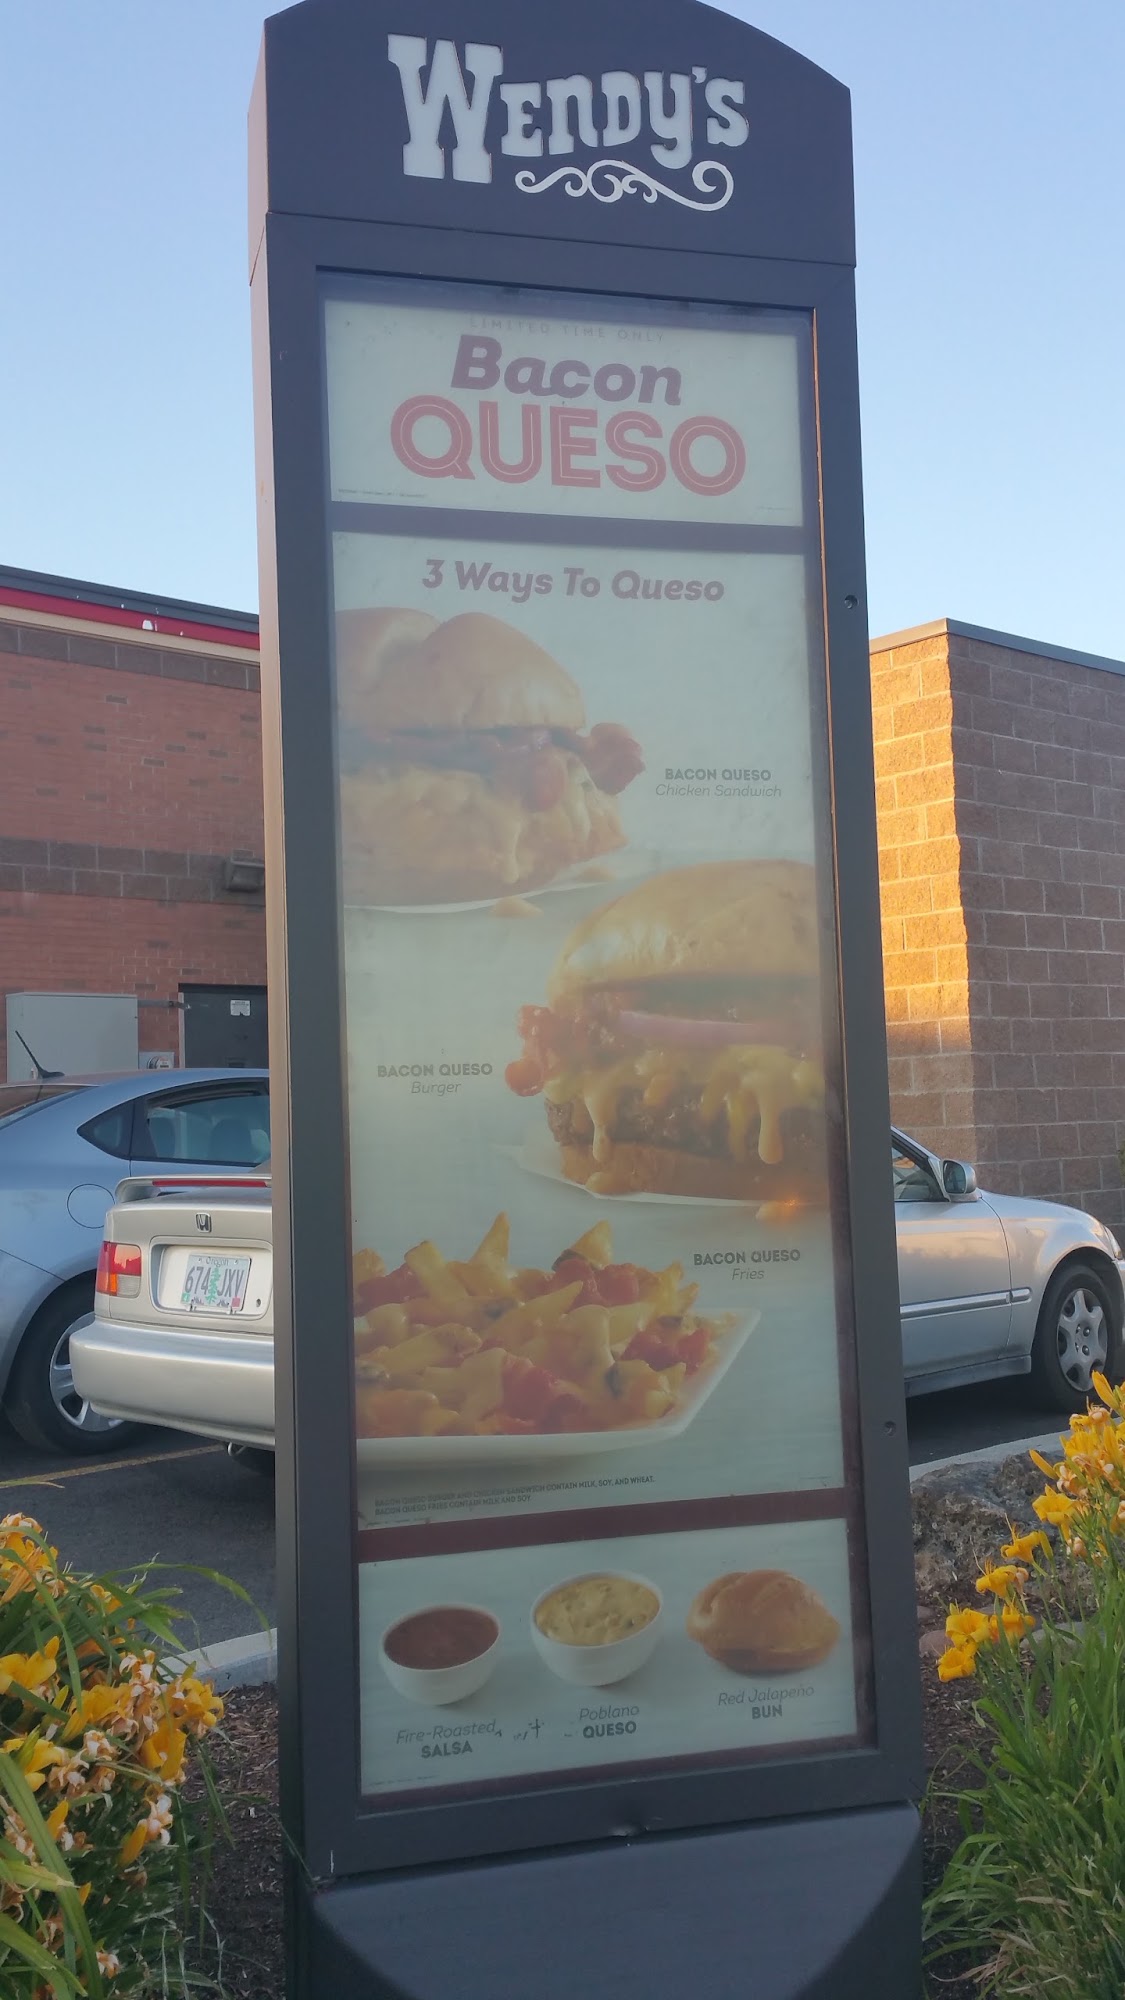 WENDY'S
LIMITED TIME ONLY
Bacon
QUESO
3 Ways To Queso
BACON QUESO
Chicken Sandwich
BACON QUESO
Burger
BACON QUESO
Fries
BACON QUESO BURGER AND CHICKEN SANDWICH CONTAIN MILK, SOY, AND WHEAT.
BACON QUESO FRIES CONTAIN MILK AND SOY
Fire-Roasted
SALSA
Poblano
QUESO
Red Jalapeño
BUN
Oregon
674 JXV